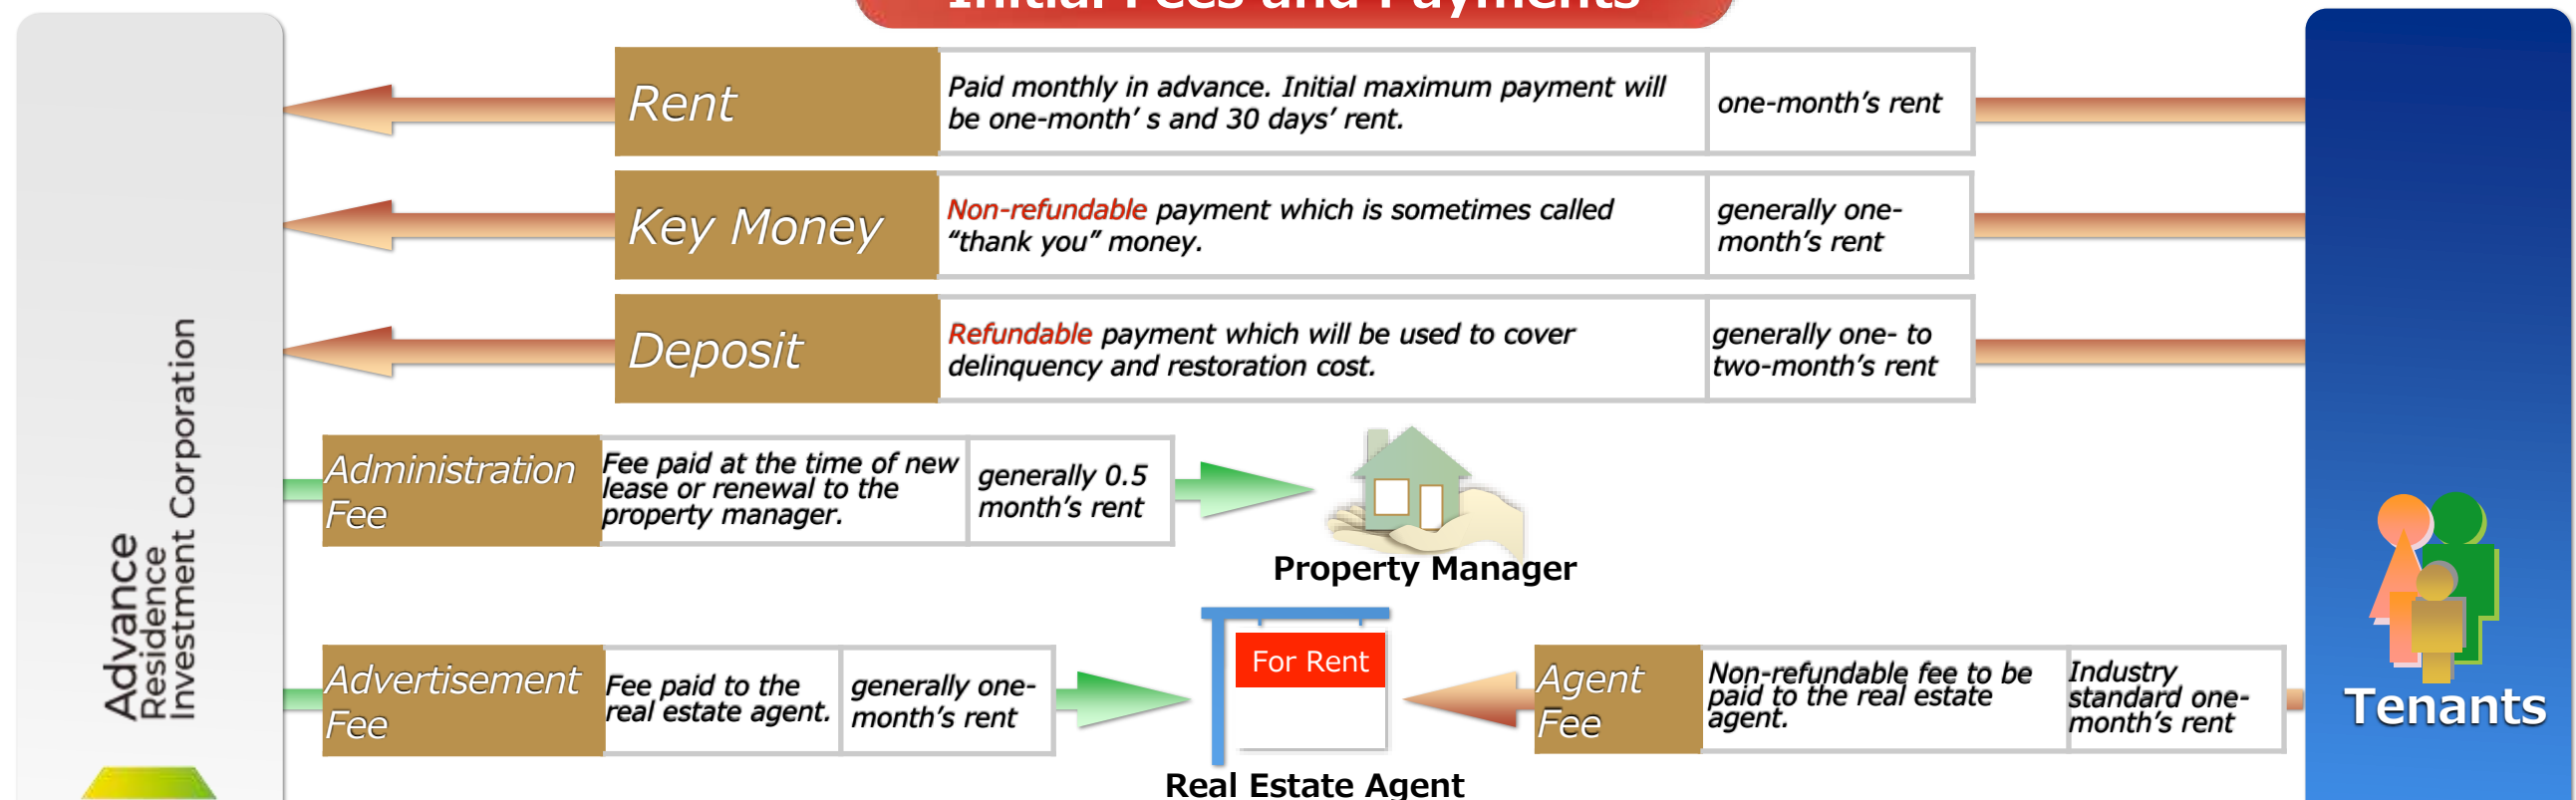 Initial Fees and Payments
Rent
Paid monthly in advance. Initial maximum payment will
be one-month’ s and 30 days’ rent.
one-month’s rent
Key Money
Non-refundable payment which is sometimes called
“thank you” money.
generally one-
month’s rent
Deposit
Refundable payment which will be used to cover
delinquency and restoration cost.
generally one- to
two-month’s rent
Advance
Residence
Investment Corporation
Administration
Fee
Fee paid at the time of new
lease or renewal to the
property manager.
generally 0.5
month’s rent
Property Manager
Advertisement
Fee
Fee paid to the
real estate agent.
generally one-
month’s rent
For Rent
Real Estate Agent
Agent
Fee
Non-refundable fee to be
paid to the real estate
agent.
Industry
standard one-
month’s rent
Tenants